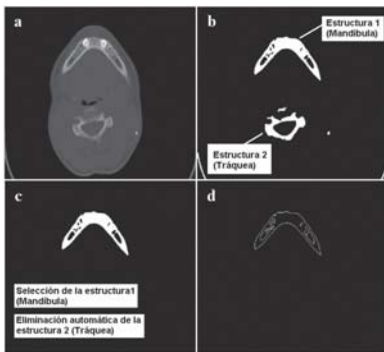 a
b
Estructura 1
(Mandíbula)
Estructura 2
(Tráquea)
c
d
Selección de la estructura1
(Mandíbula)
Eliminación automática de la
estructura 2 (Tráquea)